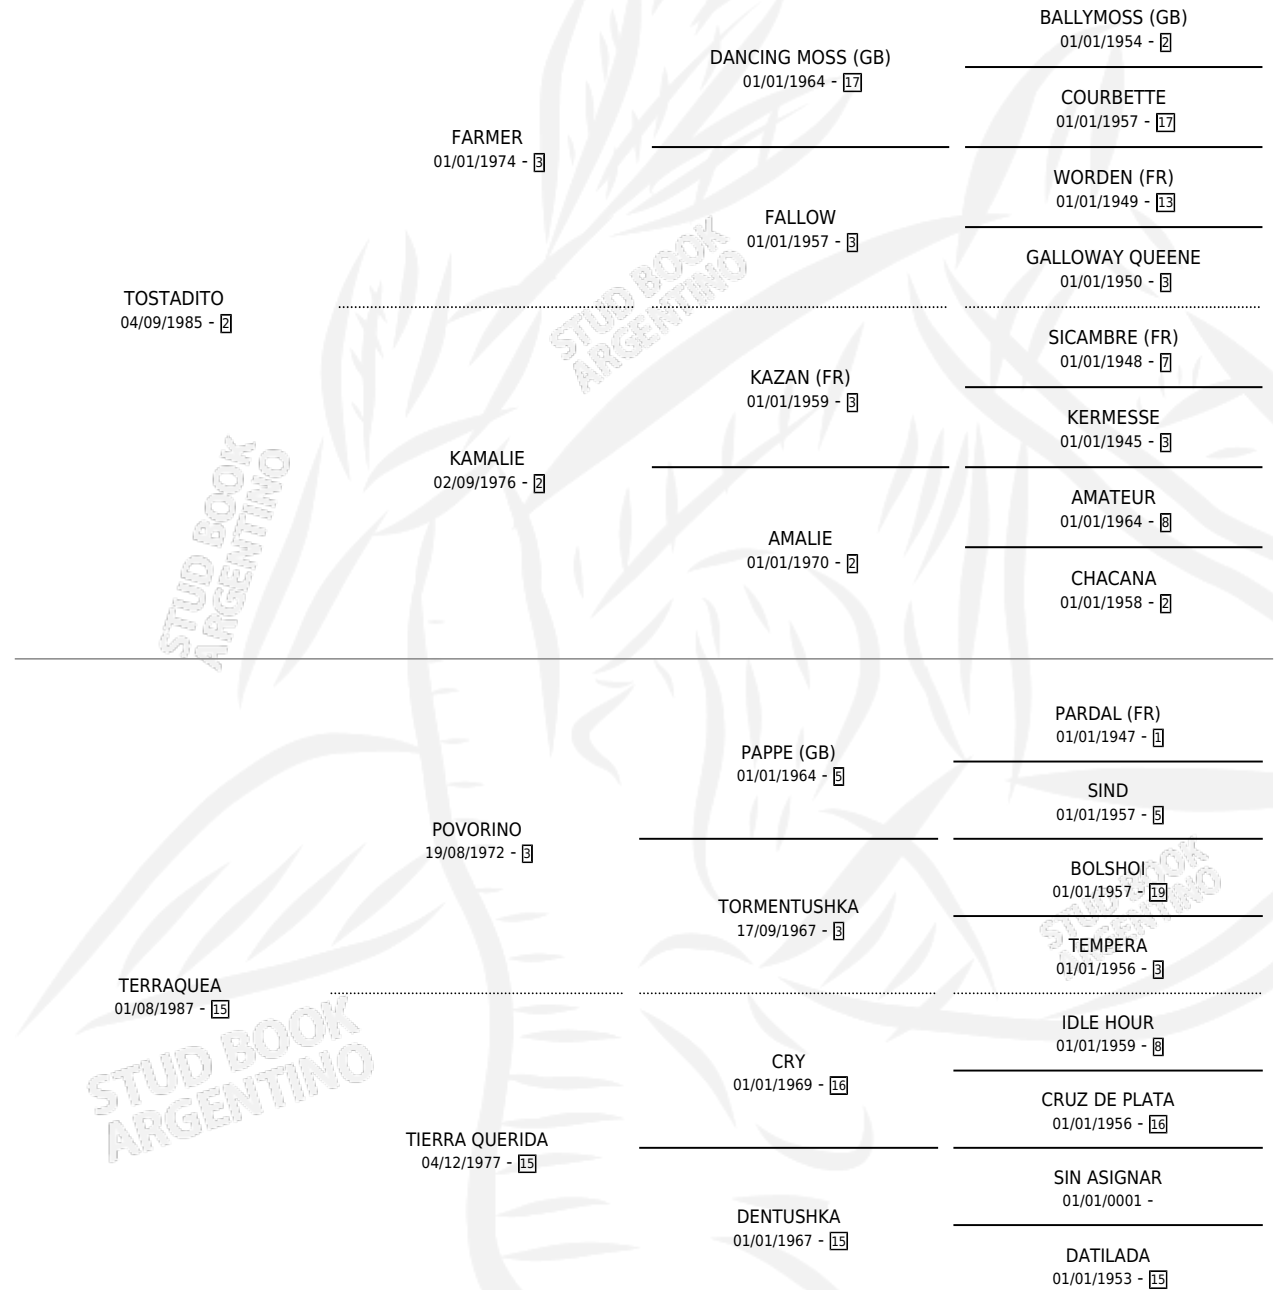 BALLYMOSS (GB)
01/01/1954 - 2
DANCING MOSS (GB)
01/01/1964 - 17
COURBETTE
01/01/1957 - 17
FARMER
01/01/1974 - 3
WORDEN (FR)
01/01/1949 - 13
FALLOW
01/01/1957 - 3
GALLOWAY QUEENE
01/01/1950 - 3
TOSTADITO
04/09/1985 - 2
SICAMBRE (FR)
01/01/1948 - 7
KAZAN (FR)
01/01/1959 - 3
KERMESSE
01/01/1945 - 3
KAMALIE
02/09/1976 - 2
AMATEUR
01/01/1964 - 8
AMALIE
01/01/1970 - 2
CHACANA
01/01/1958 - 2
PARDAL (FR)
01/01/1947 - 1
PAPPE (GB)
01/01/1964 - 5
SIND
01/01/1957 - 5
POVORINO
19/08/1972 - 3
BOLSHOI
01/01/1957 - 19
TORMENTUSHKA
17/09/1967 - 3
TEMPERA
01/01/1956 - 3
TERRAQUEA
01/08/1987 - 15
IDLE HOUR
01/01/1959 - 8
CRY
01/01/1969 - 16
CRUZ DE PLATA
01/01/1956 - 16
TIERRA QUERIDA
04/12/1977 - 15
SIN ASIGNAR
01/01/0001 -
DENTUSHKA
01/01/1967 - 15
DATILADA
01/01/1953 - 15
STUD BOOK
ARGENTINO
STUD BOOK
ARGENTINO
STUD BOOK
ARGENTINO
STUD BOOK
ARGENTINO